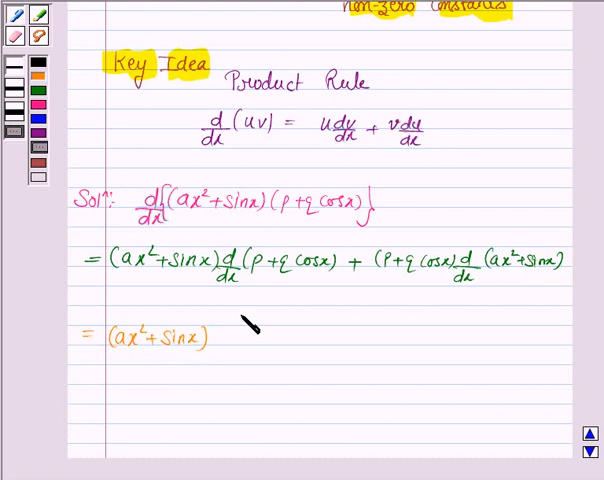 non-zero constants
Key Idea
Product Rule
d/dx (uv) = u dv/dx + v du/dx
Solⁿ:- d/dx {(ax² + sinx) (p + q cosx)}
= (ax² + sinx) d/dx (p + q cosx) + (p + q cosx) d/dx (ax² + sinx)
= (ax² + sinx)